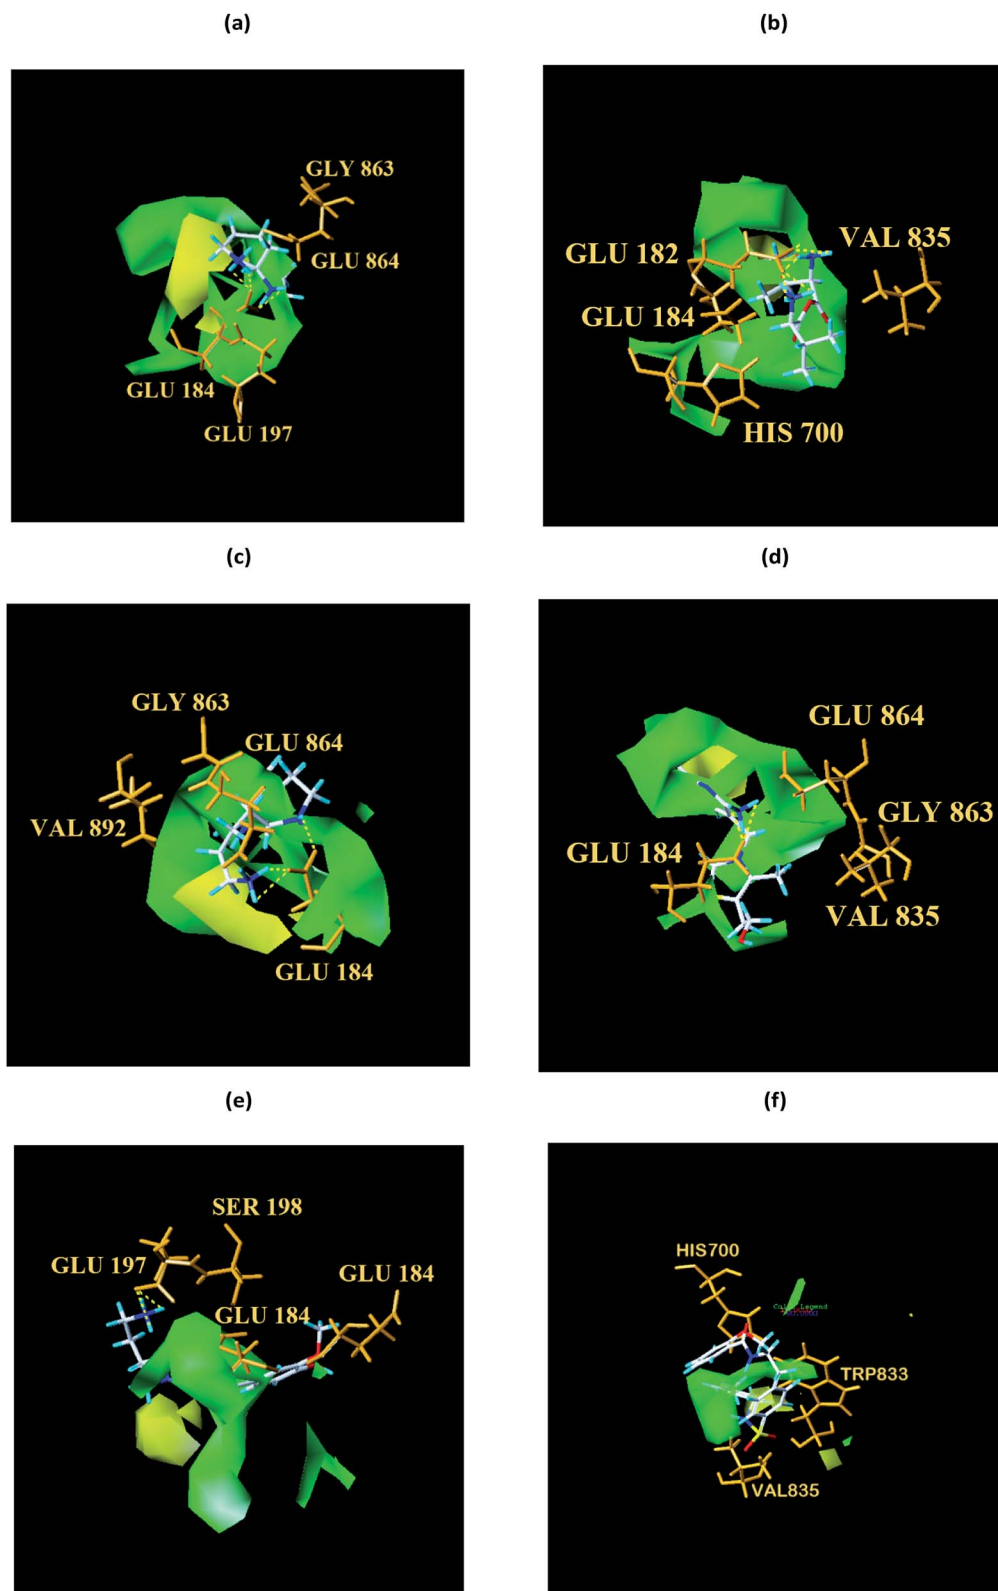 (a)
(b)
GLY 863
GLU 864
GLU 184
GLU 197
GLU 182
VAL 835
GLU 184
HIS 700
(c)
(d)
GLY 863
GLU 864
VAL 892
GLU 184
GLU 864
GLY 863
GLU 184
VAL 835
(e)
(f)
SER 198
GLU 197
GLU 184
GLU 184
HIS700
Color Legend
TRP833
VAL835